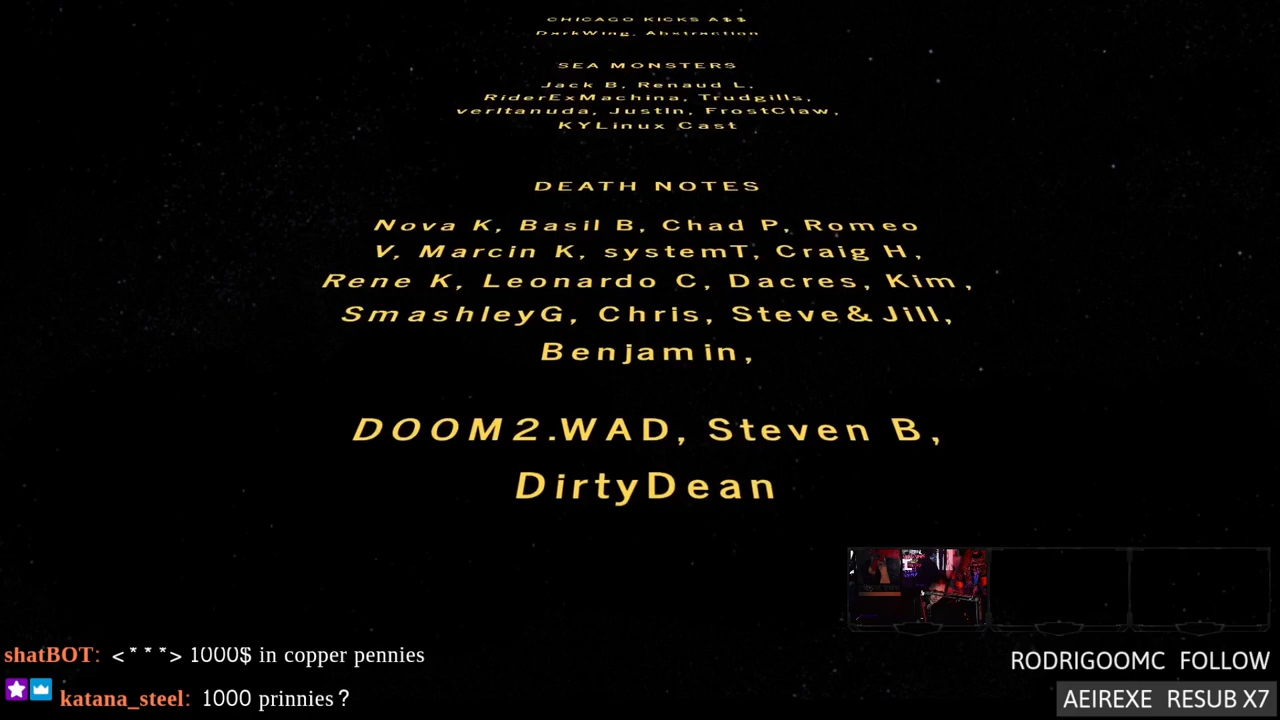 CHICAGO KICKS A$$
DarkWing, Abstraction
SEA MONSTERS
Jack B, Renaud L,
RiderExMachina, Trudgills,
verItanuda, JustIn, FrostClaw,
KYLinux Cast
DEATH NOTES
Nova K, Basil B, Chad P, Romeo
V, Marcin K, systemT, Craig H,
Rene K, Leonardo C, Dacres, Kim,
SmashleyG, Chris, Steve&Jill,
Benjamin,
DOOM2.WAD, Steven B,
DirtyDean
shatBOT: <***> 1000$ in copper pennies
RODRIGOOMC FOLLOW
katana_steel: 1000 prinnies?
AEIREXE RESUB X7